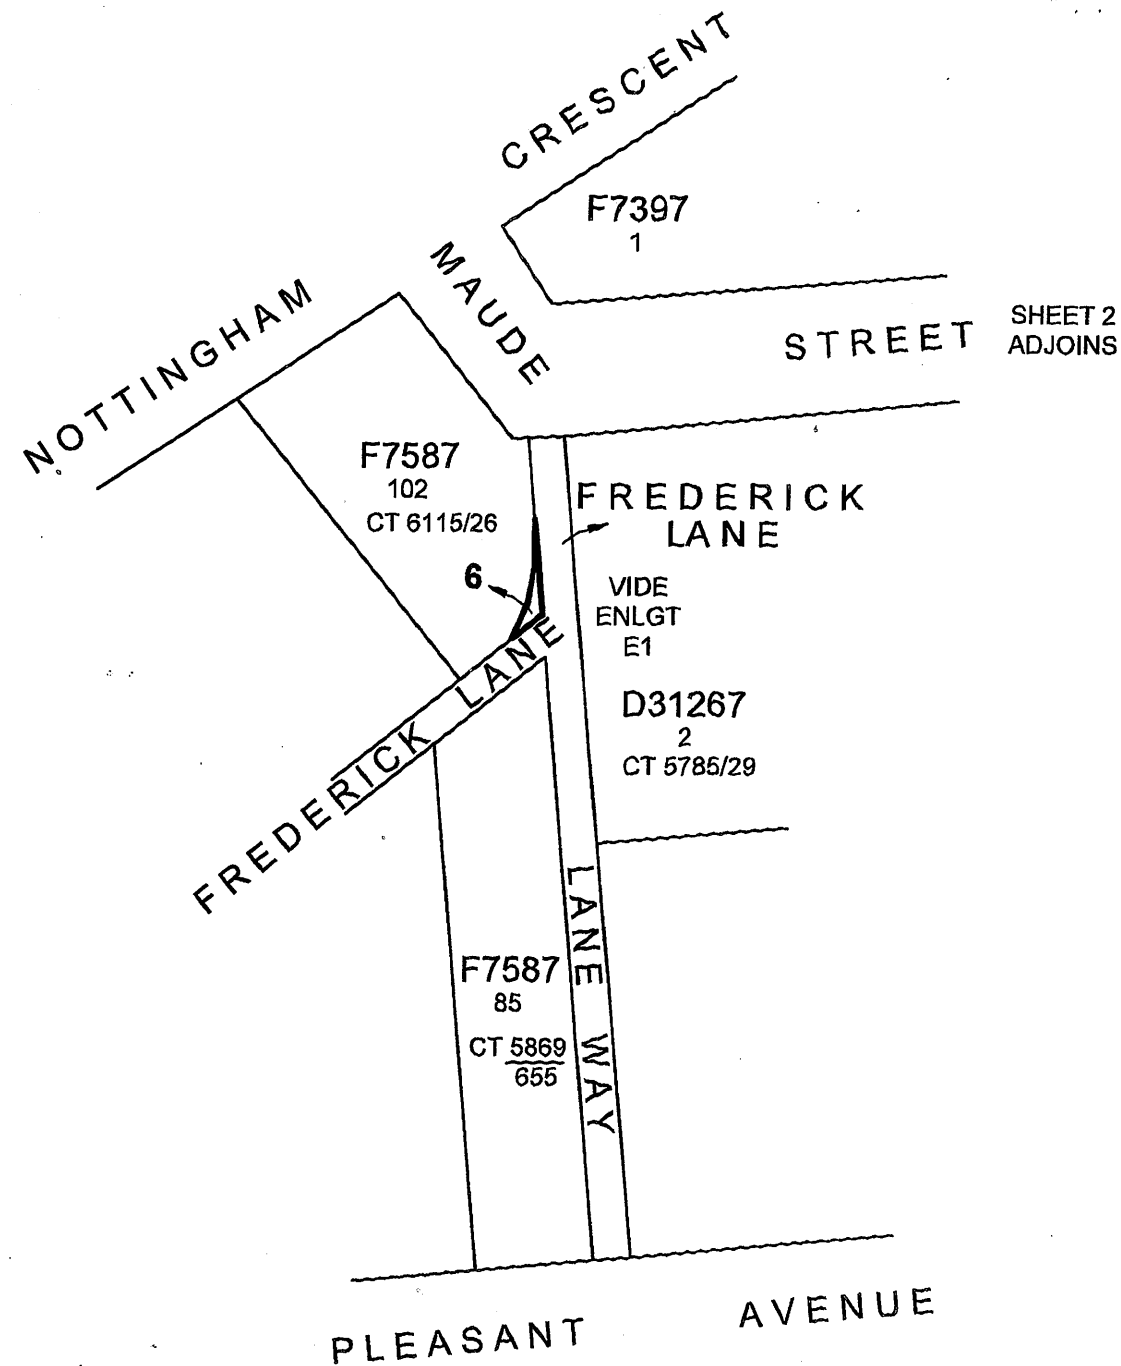 CRESCENT
F7397
1
MAUDE
NOTTINGHAM
STREET
SHEET 2
ADJOINS
F7587
102
CT 6115/26
FREDERICK
LANE
6
VIDE
ENLGT
E1
FREDERICK LANE
D31267
2
CT 5785/29
LANE WAY
F7587
85
CT 5869
655
PLEASANT AVENUE